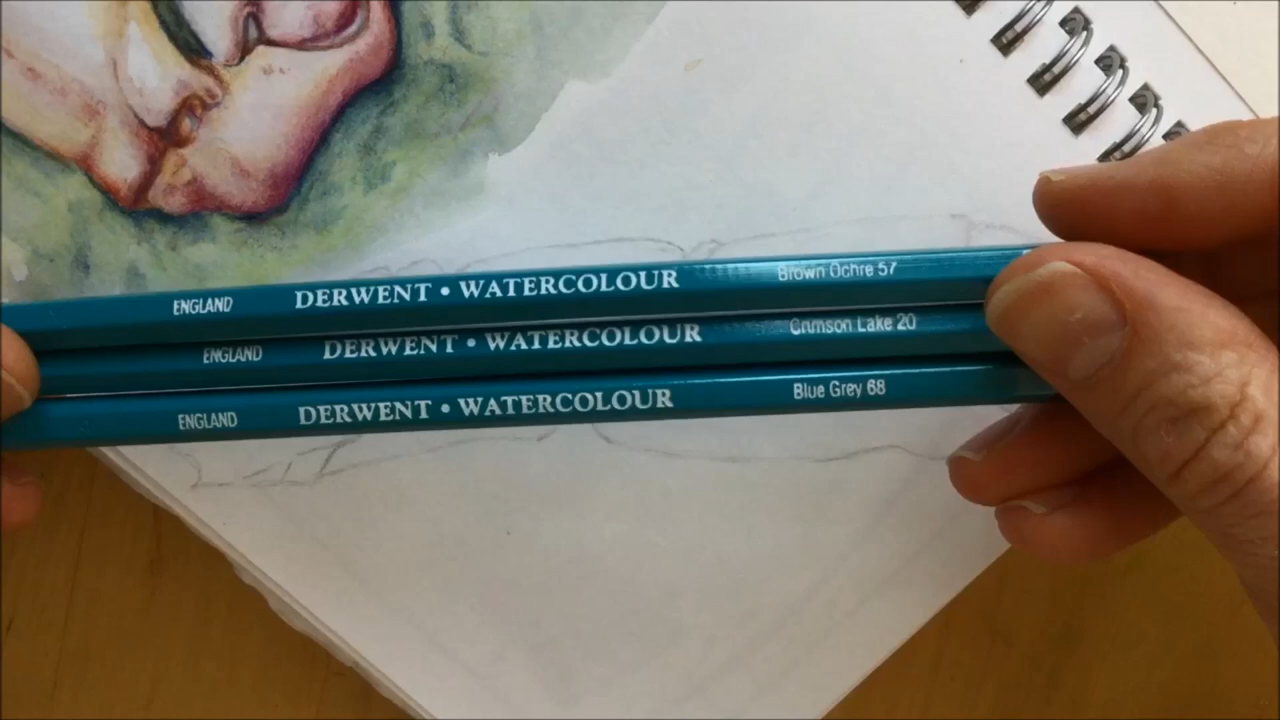 ENGLAND DERWENT • WATERCOLOUR Brown Ochre 57
ENGLAND DERWENT • WATERCOLOUR Crimson Lake 20
ENGLAND DERWENT • WATERCOLOUR Blue Grey 68